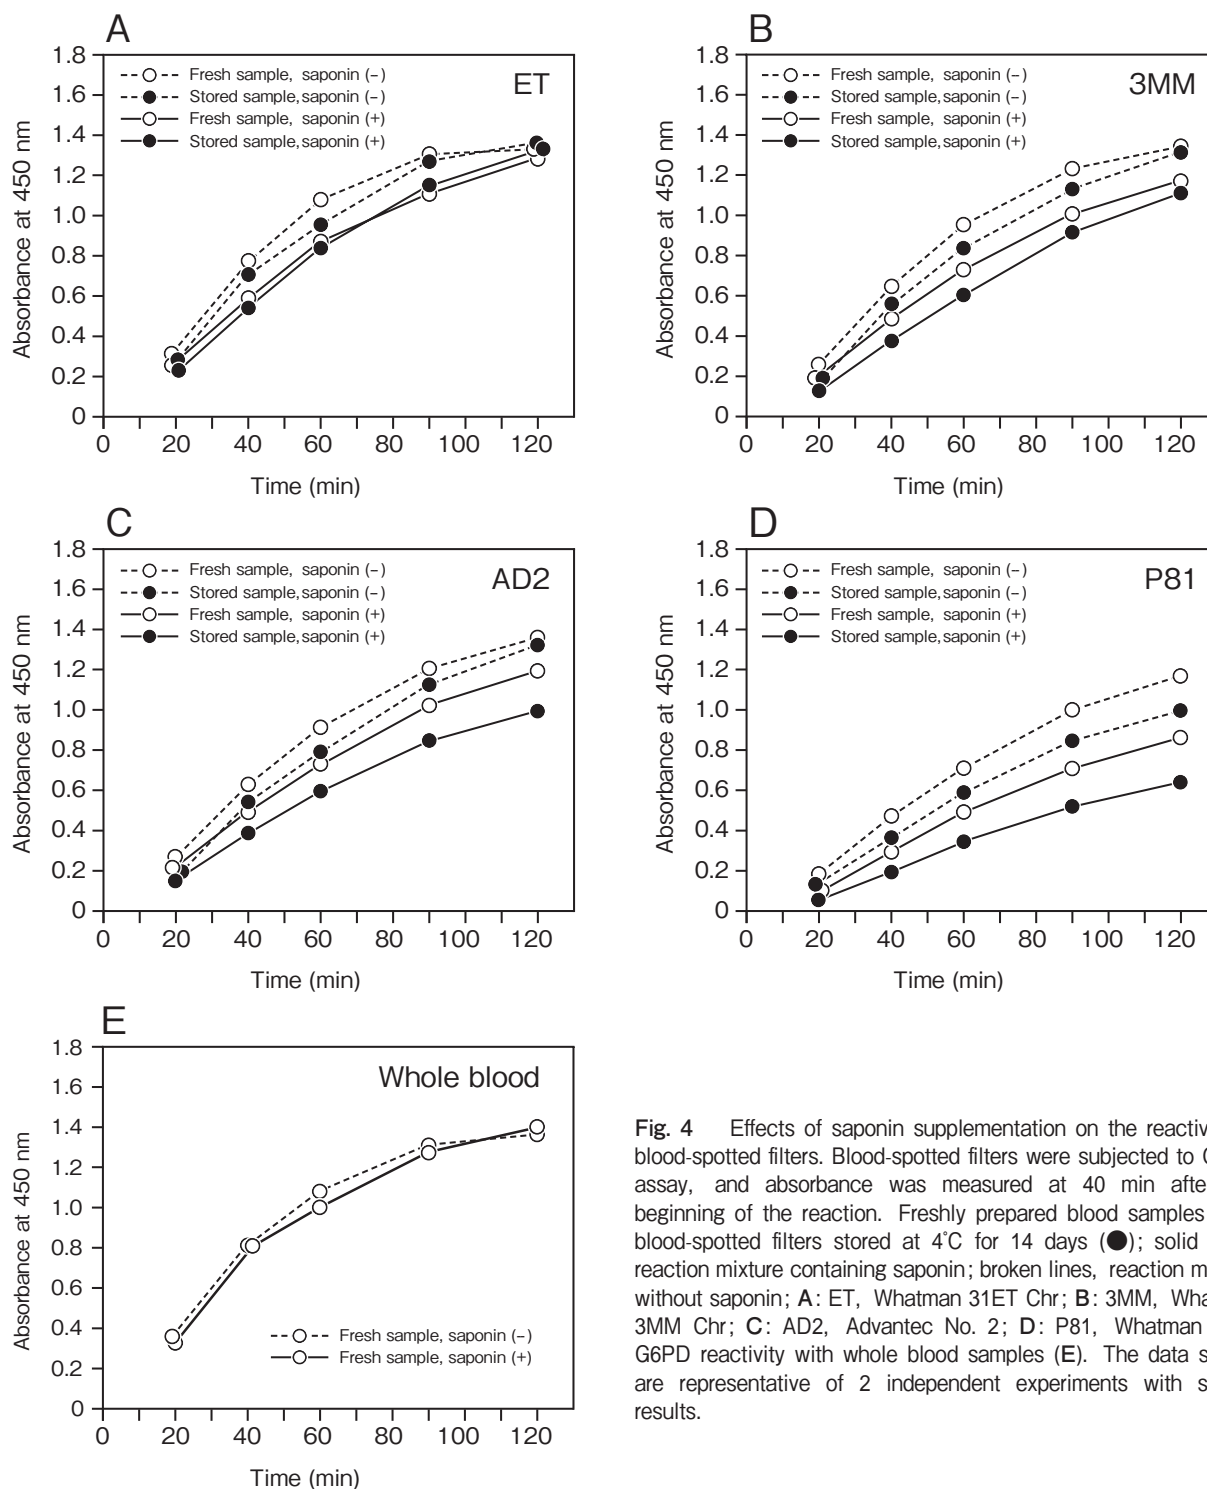 A
1.8
1.6
1.4
1.2
1.0
0.8
0.6
0.4
0.2
0
Absorbance at 450 nm
Fresh sample, saponin (−)
Stored sample, saponin (−)
Fresh sample, saponin (+)
Stored sample, saponin (+)
ET
0 20 40 60 80 100 120
Time (min)
B
1.8
1.6
1.4
1.2
1.0
0.8
0.6
0.4
0.2
0
Absorbance at 450 nm
Fresh sample, saponin (−)
Stored sample, saponin (−)
Fresh sample, saponin (+)
Stored sample, saponin (+)
3MM
0 20 40 60 80 100 120
Time (min)
C
1.8
1.6
1.4
1.2
1.0
0.8
0.6
0.4
0.2
0
Absorbance at 450 nm
Fresh sample, saponin (−)
Stored sample, saponin (−)
Fresh sample, saponin (+)
Stored sample, saponin (+)
AD2
0 20 40 60 80 100 120
Time (min)
D
1.8
1.6
1.4
1.2
1.0
0.8
0.6
0.4
0.2
0
Absorbance at 450 nm
Fresh sample, saponin (−)
Stored sample, saponin (−)
Fresh sample, saponin (+)
Stored sample, saponin (+)
P81
0 20 40 60 80 100 120
Time (min)
E
1.8
1.6
1.4
1.2
1.0
0.8
0.6
0.4
0.2
0
Absorbance at 450 nm
Whole blood
Fresh sample, saponin (−)
Fresh sample, saponin (+)
0 20 40 60 80 100 120
Time (min)
Fig. 4 Effects of saponin supplementation on the
blood-spotted filters. Blood-spotted filters were subjected to
assay, and absorbance was measured at 40 min
beginning of the reaction. Freshly prepared blood samples
blood-spotted filters stored at 4°C for 14 days (●); solid
reaction mixture containing saponin; broken lines, reaction
without saponin; A: ET, Whatman 31ET Chr; B: 3MM,
3MM Chr; C: AD2, Advantec No. 2; D: P81, Whatman
G6PD reactivity with whole blood samples (E). The data
are representative of 2 independent experiments with
results.